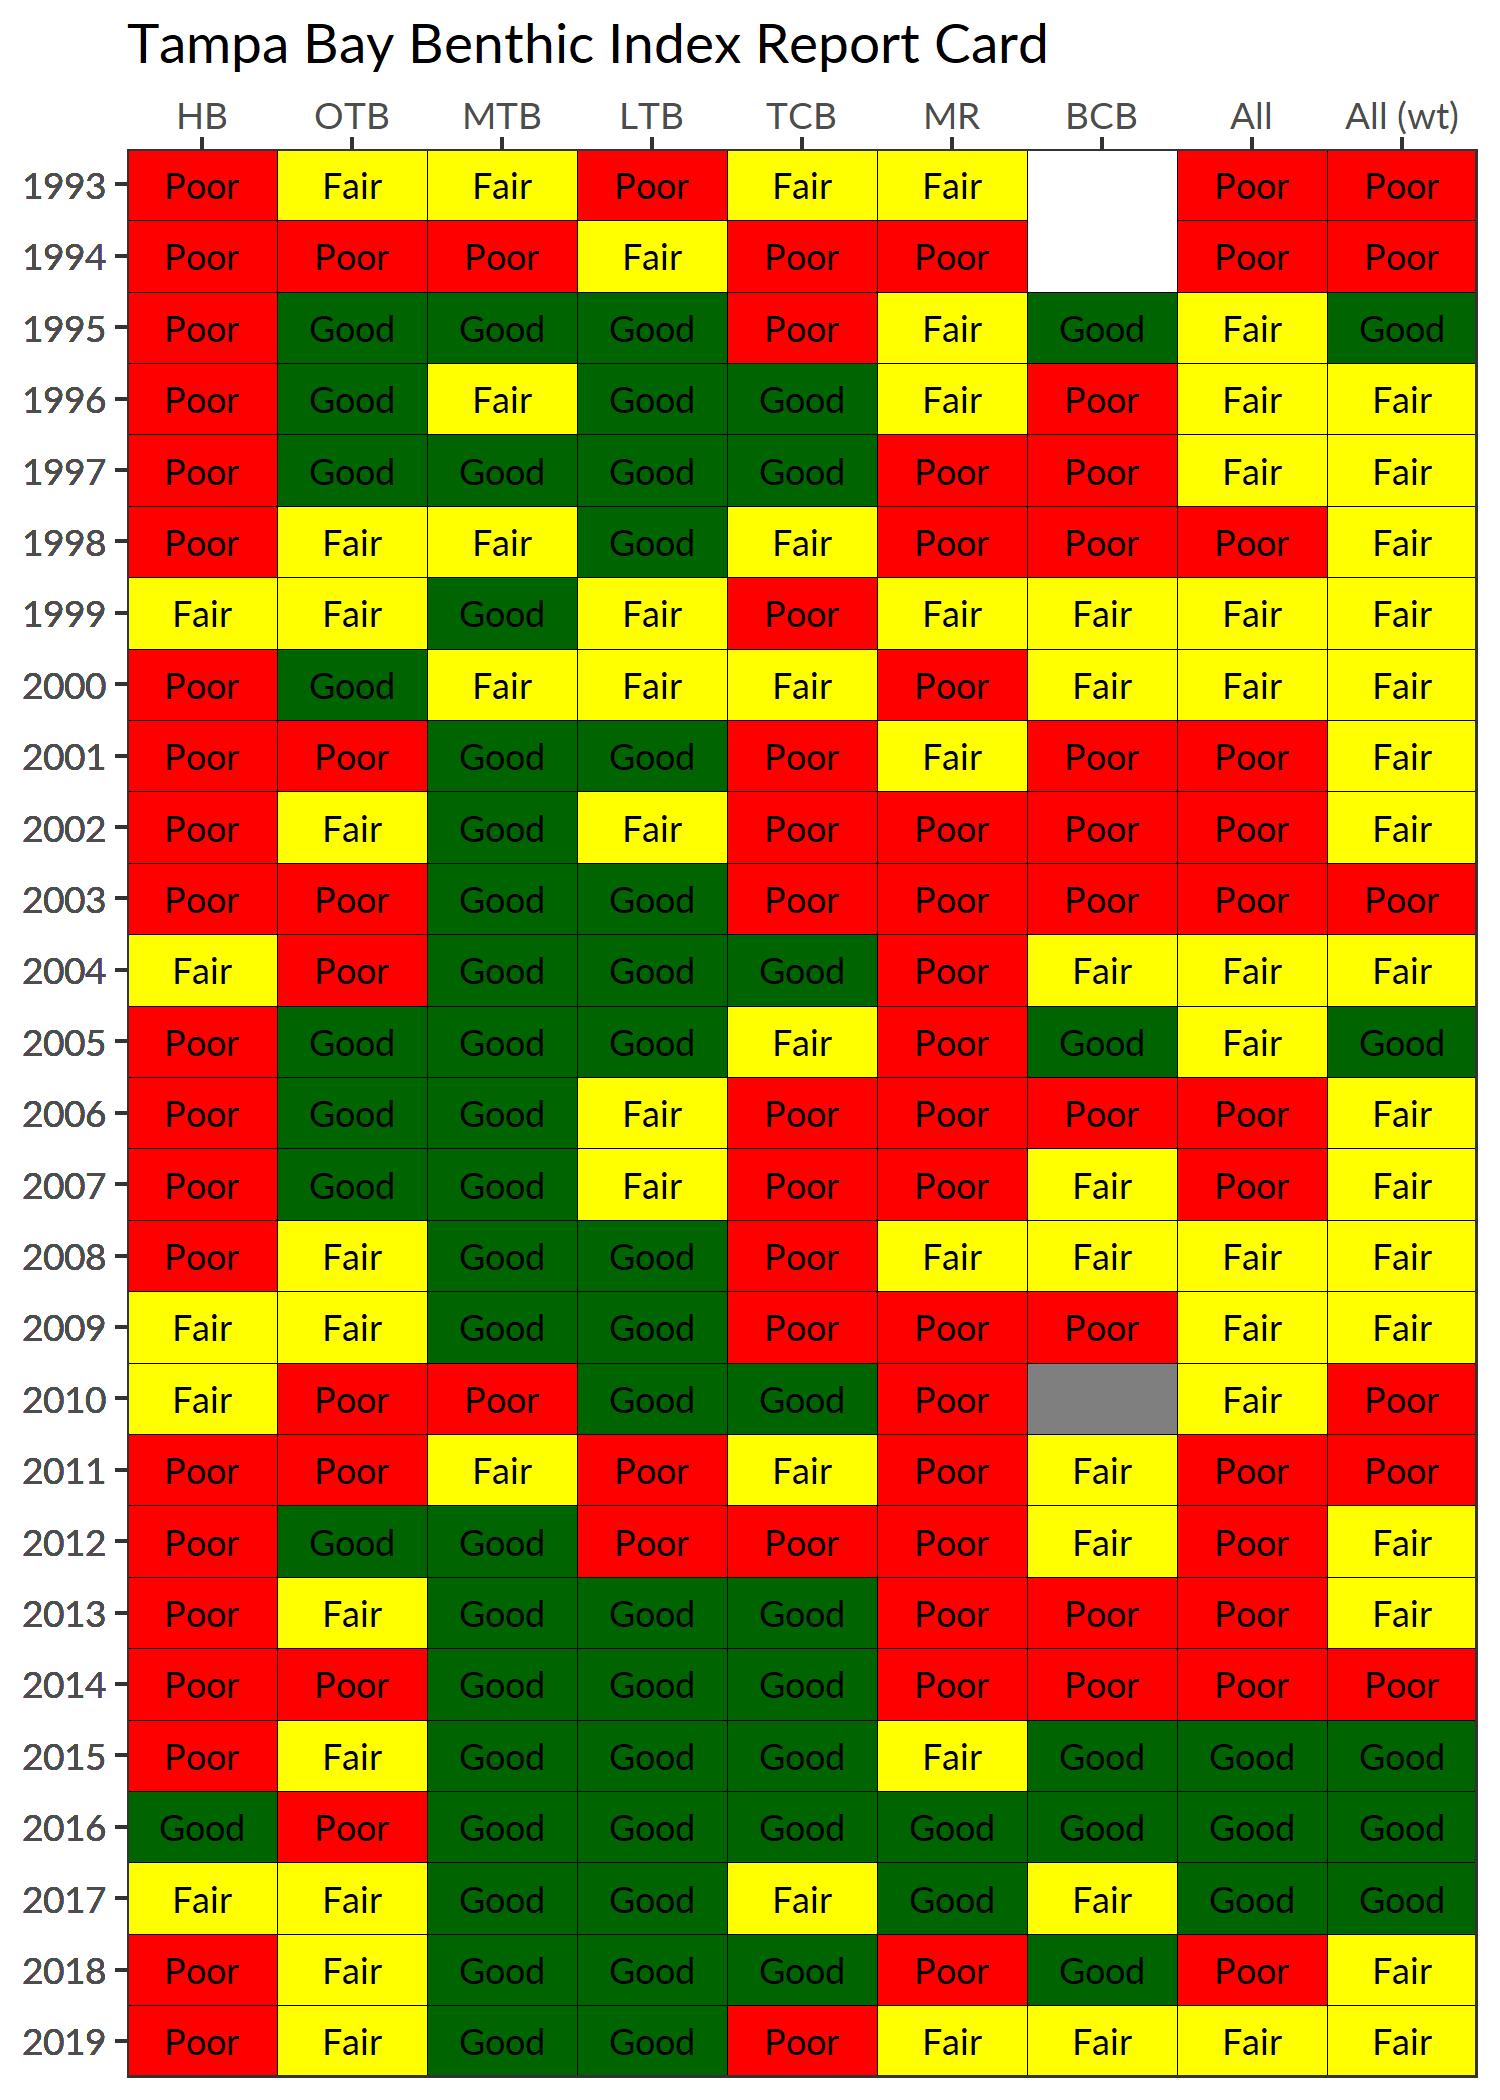 Tampa Bay Benthic Index Report Card
HB OTB MTB LTB TCB MR BCB All All (wt)
1993 Poor Fair Fair Poor Fair Fair Poor Poor
1994 Poor Poor Poor Fair Poor Poor Poor Poor
1995 Poor Good Good Good Poor Fair Good Fair Good
1996 Poor Good Fair Good Good Fair Poor Fair Fair
1997 Poor Good Good Good Good Poor Poor Fair Fair
1998 Poor Fair Fair Good Fair Poor Poor Poor Fair
1999 Fair Fair Good Fair Poor Fair Fair Fair Fair
2000 Poor Good Fair Fair Fair Poor Fair Fair Fair
2001 Poor Poor Good Good Poor Fair Poor Poor Fair
2002 Poor Fair Good Fair Poor Poor Poor Poor Fair
2003 Poor Poor Good Good Poor Poor Poor Poor Poor
2004 Fair Poor Good Good Good Poor Fair Fair Fair
2005 Poor Good Good Good Fair Poor Good Fair Good
2006 Poor Good Good Fair Poor Poor Poor Poor Fair
2007 Poor Good Good Fair Poor Poor Fair Poor Fair
2008 Poor Fair Good Good Poor Fair Fair Fair Fair
2009 Fair Fair Good Good Poor Poor Poor Fair Fair
2010 Fair Poor Poor Good Good Poor Fair Poor
2011 Poor Poor Fair Poor Fair Poor Fair Poor Poor
2012 Poor Good Good Poor Poor Poor Fair Poor Fair
2013 Poor Fair Good Good Good Poor Poor Poor Fair
2014 Poor Poor Good Good Good Poor Poor Poor Poor
2015 Poor Fair Good Good Good Fair Good Good Good
2016 Good Poor Good Good Good Good Good Good Good
2017 Fair Fair Good Good Fair Good Fair Good Good
2018 Poor Fair Good Good Good Poor Good Poor Fair
2019 Poor Fair Good Good Poor Fair Fair Fair Fair